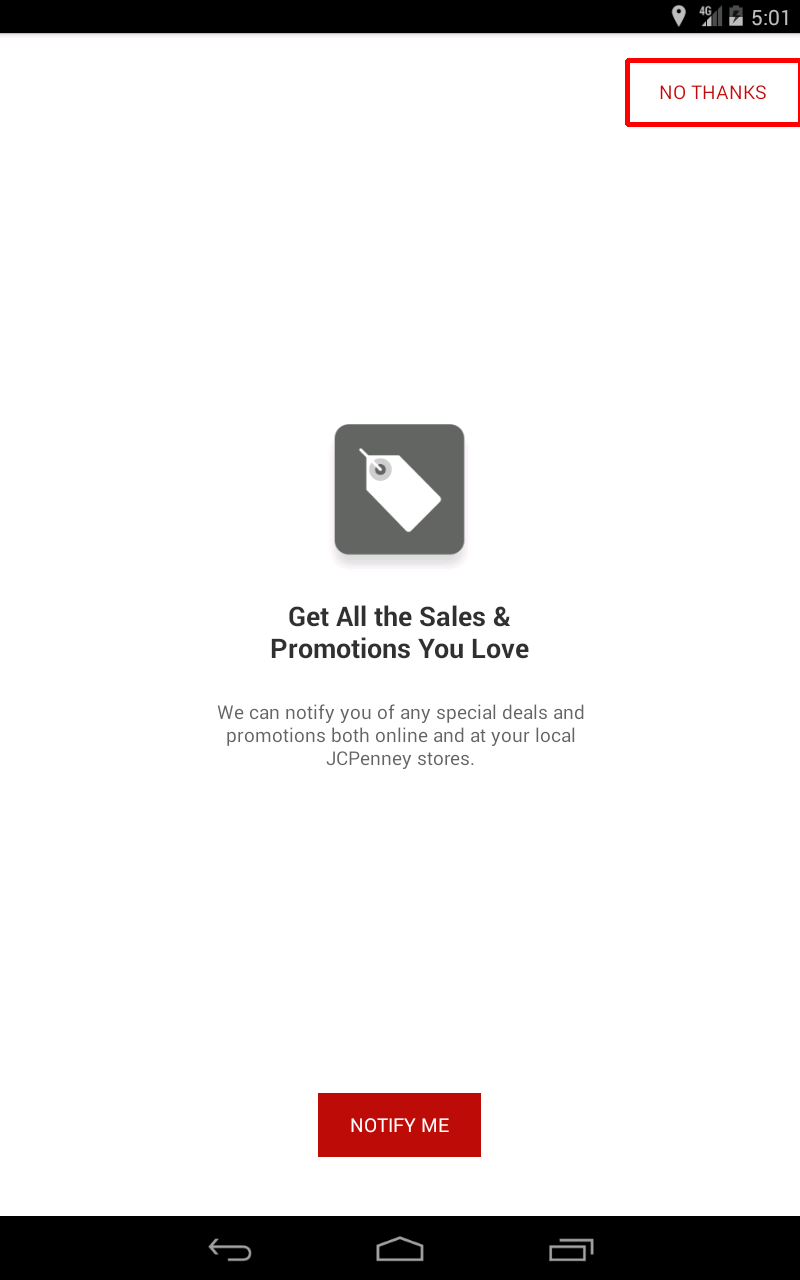 4G 5:01
NO THANKS
Get All the Sales &
Promotions You Love
We can notify you of any special deals and
promotions both online and at your local
JCPenney stores.
NOTIFY ME